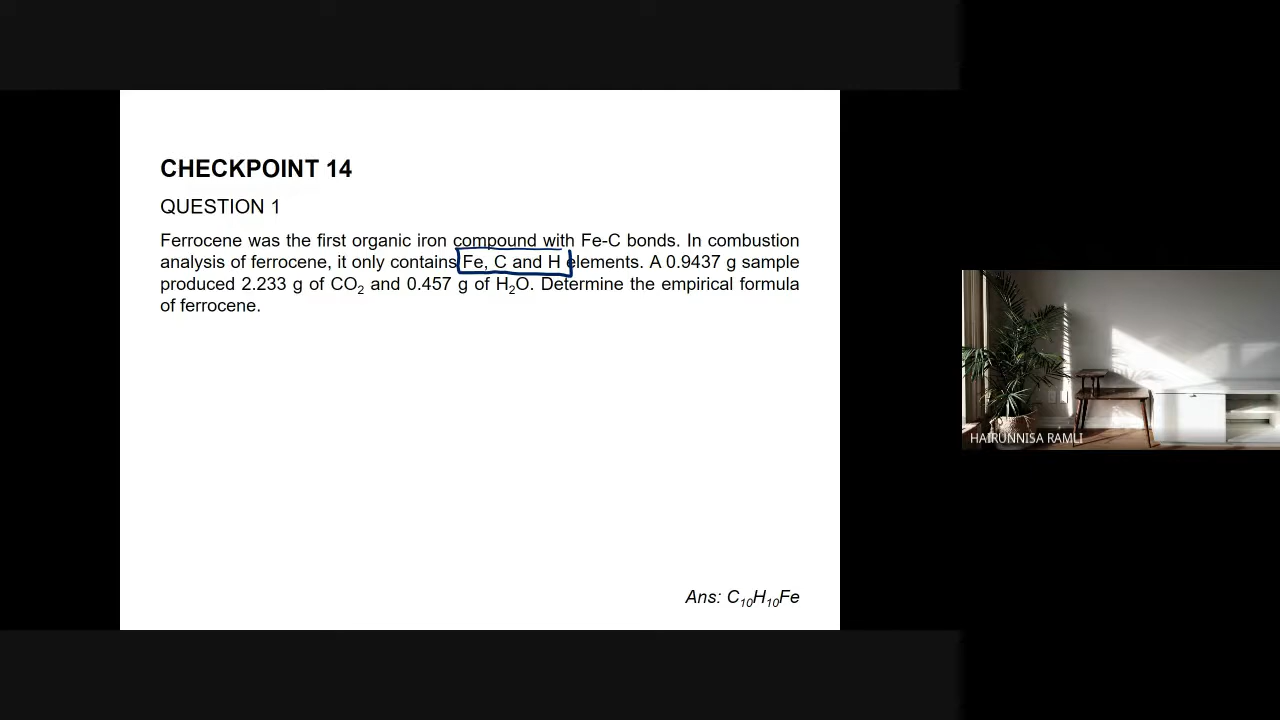 CHECKPOINT 14
QUESTION 1
Ferrocene was the first organic iron compound with Fe-C bonds. In combustion
analysis of ferrocene, it only contains Fe, C and H elements. A 0.9437 g sample
produced 2.233 g of CO₂ and 0.457 g of H₂O. Determine the empirical formula
of ferrocene.
HAIRUNNISA RAMLI
Ans: C₁₀H₁₀Fe